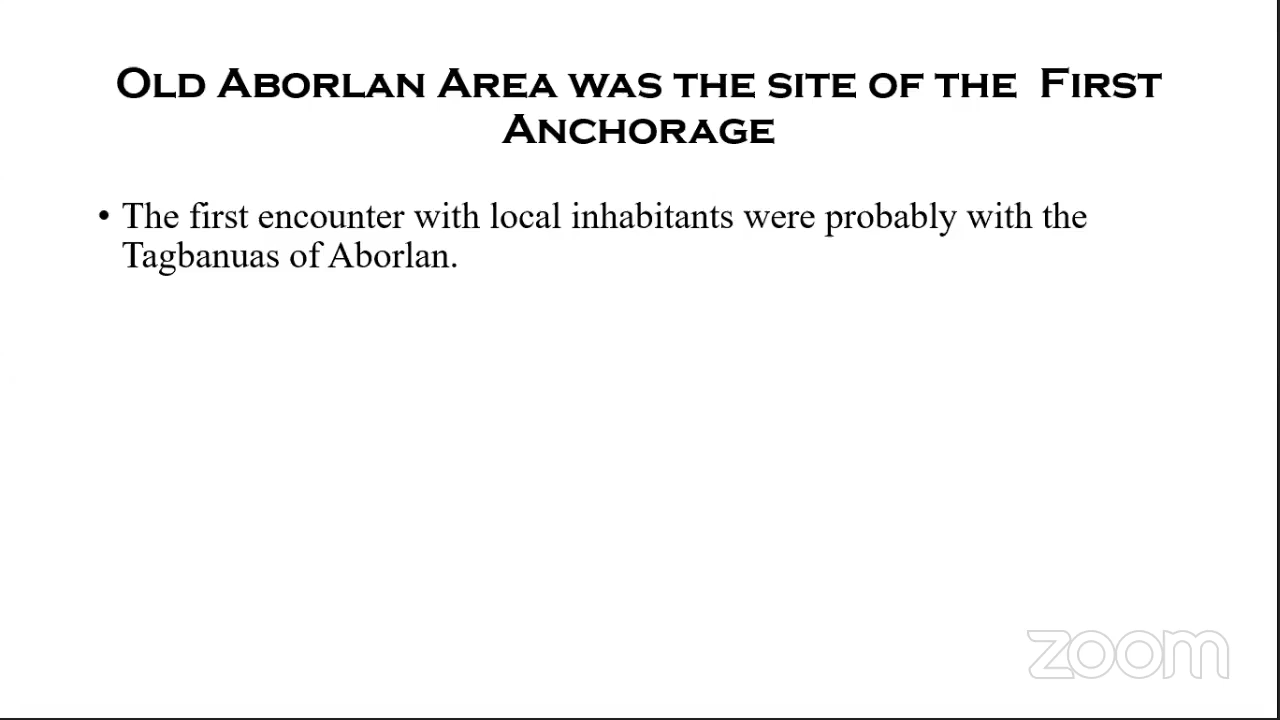 Old Aborlan Area was the site of the First
Anchorage
• The first encounter with local inhabitants were probably with the
Tagbanuas of Aborlan.
zoom